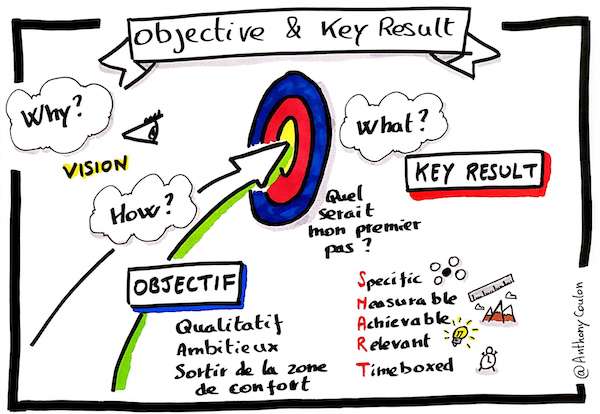 Objective & Key Result
Why?
VISION
How?
What?
KEY RESULT
Quel
serait
mon premier
pas ?
OBJECTIF
Qualitatif
Ambitieux
Sortir de la zone
de confort
Specific
Measurable
Achievable
Relevant
Timeboxed
@Anthony Coulon